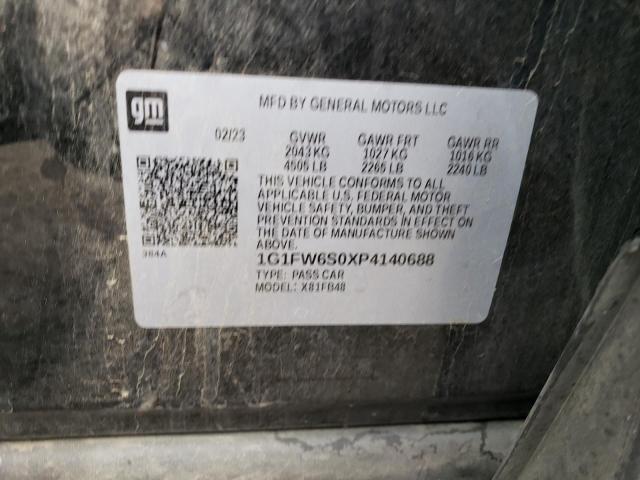 gm
MFD BY GENERAL MOTORS LLC
02/23 GVWR GAWR FRT GAWR RR
2043 KG 1027 KG 1016 KG
4505 LB 2265 LB 2240 LB
THIS VEHICLE CONFORMS TO ALL
APPLICABLE U.S. FEDERAL MOTOR
VEHICLE SAFETY, BUMPER, AND THEFT
PREVENTION STANDARDS IN EFFECT ON
THE DATE OF MANUFACTURE SHOWN
ABOVE.
384A
1G1FW6S0XP4140688
TYPE: PASS CAR
MODEL: X81FB48